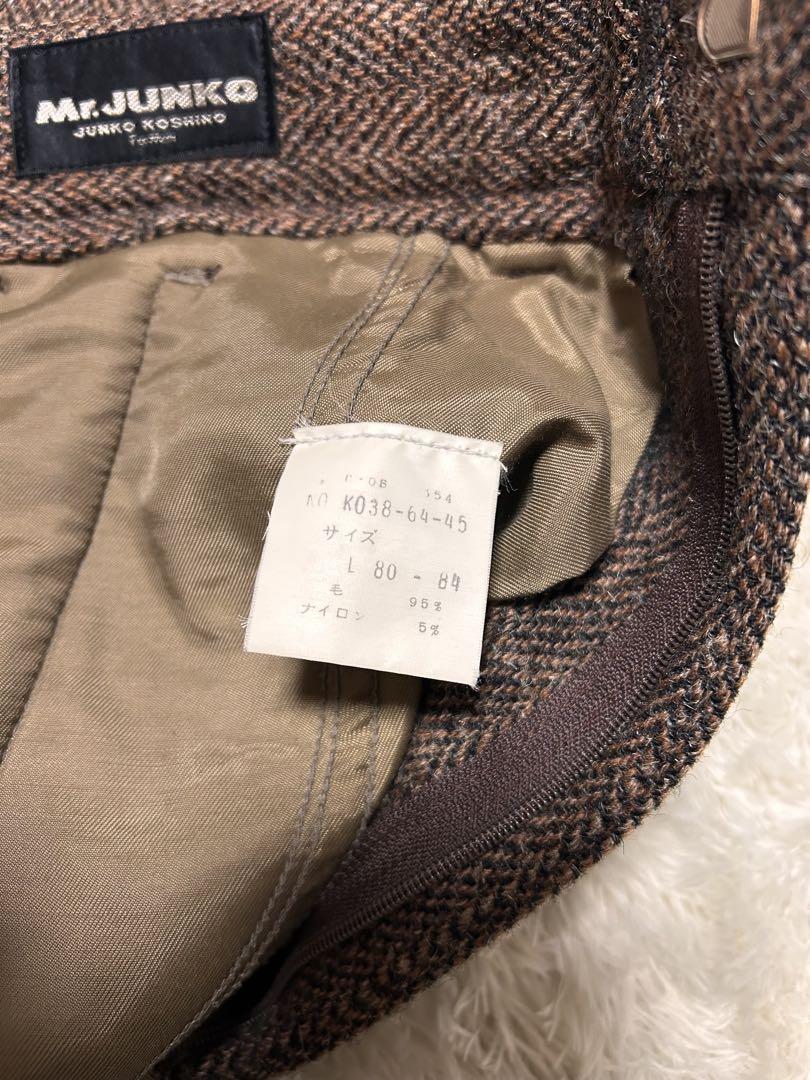 Mr.JUNKO
JUNKO KOSHINO
NO K038-64-45
サイズ
L 80 - 84
毛 95%
ナイロン 5%